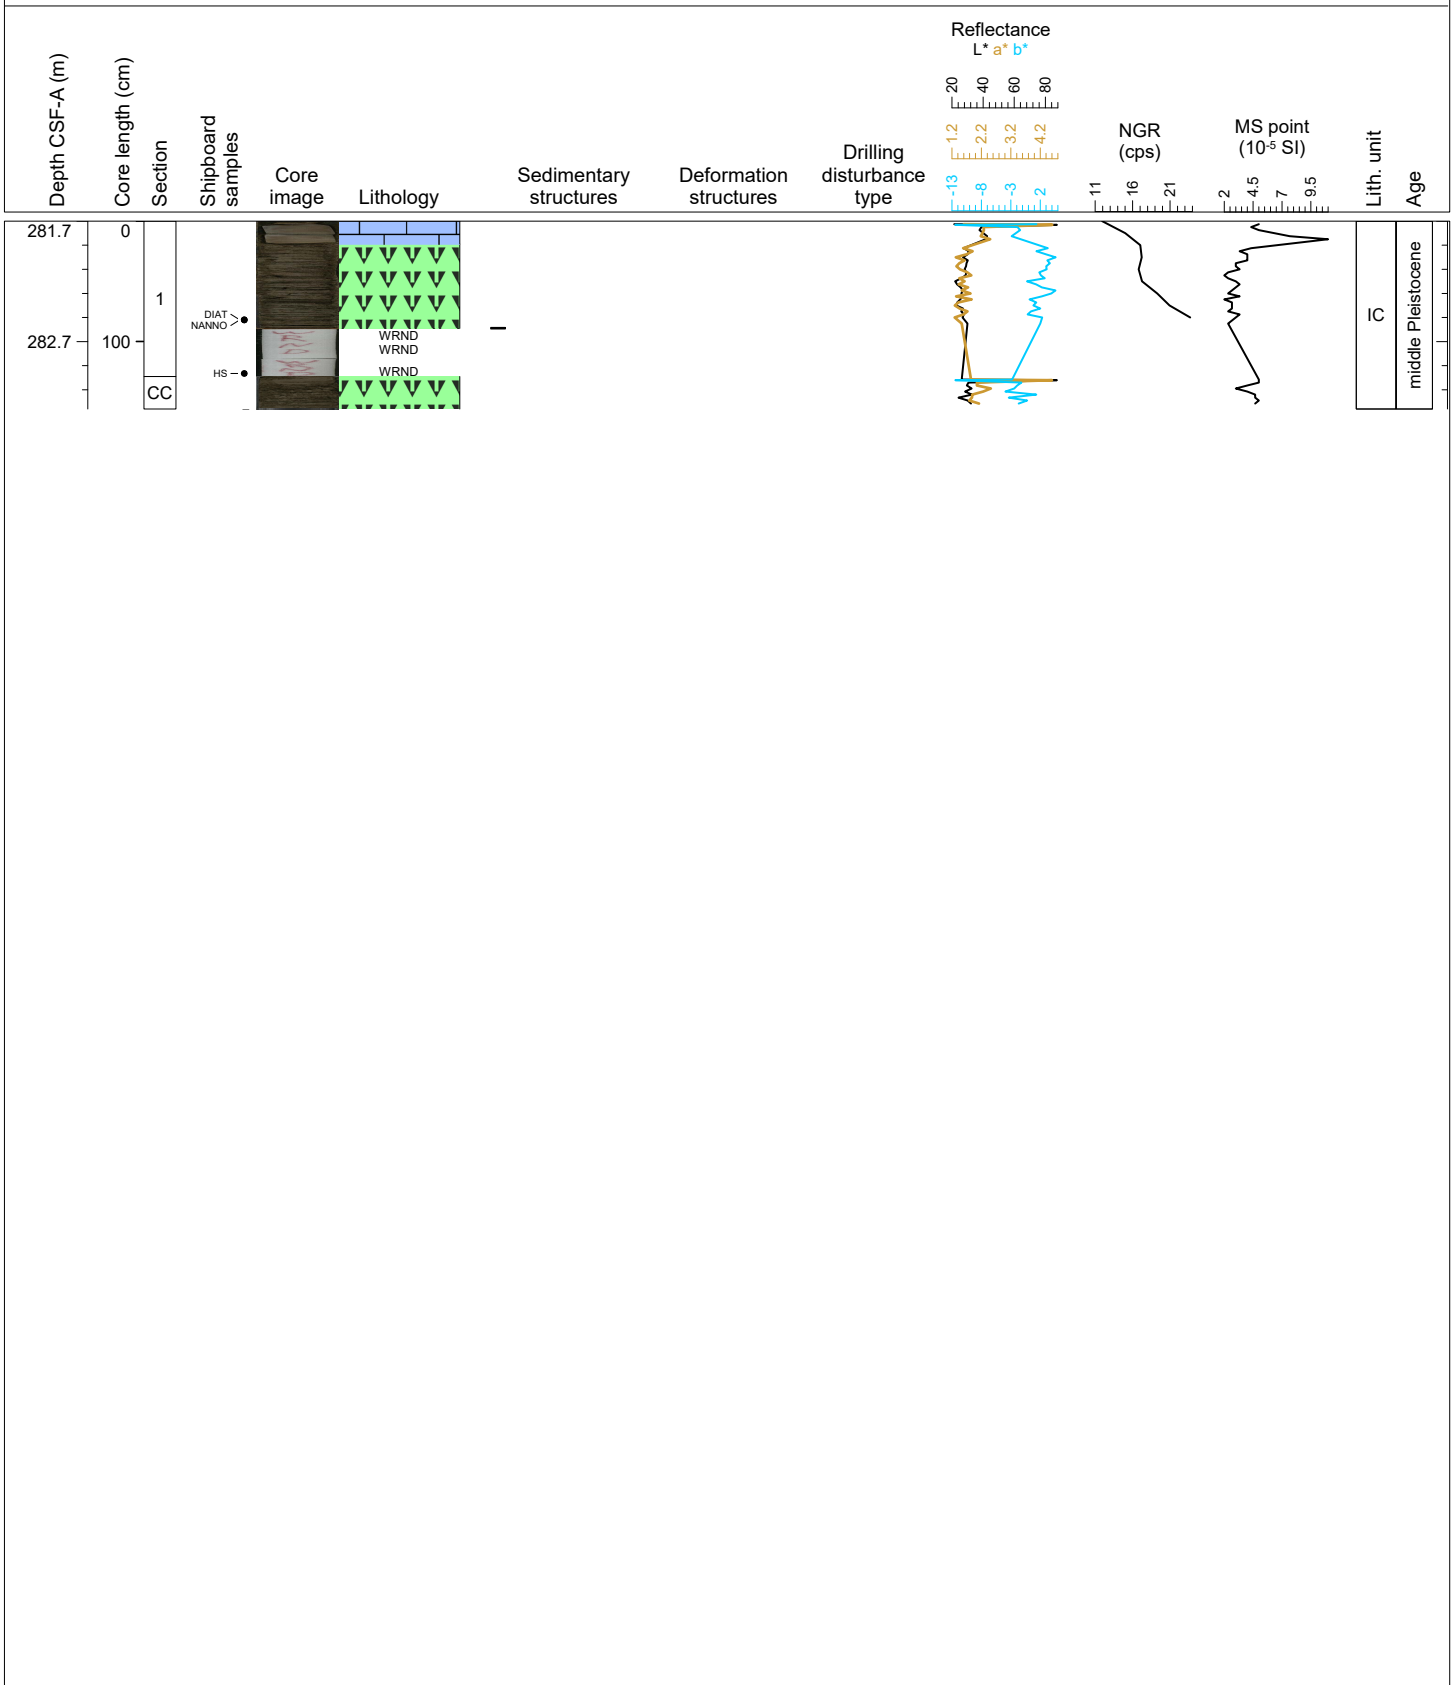 Depth CSF-A (m)
Core length (cm)
Section
Shipboard
samples
Core
image
Lithology
Sedimentary
structures
Deformation
structures
Drilling
disturbance
type
Reflectance
L* a* b*
20 40 60 80
1.2 2.2 3.2 4.2
-13 -8 -3 2
NGR
(cps)
11 16 21
MS point
(10-5 SI)
2 4.5 7 9.5
Lith. unit
Age
281.7
0
1
DIAT
NANNO
282.7
100
HS
CC
WRND
WRND
WRND
IC
middle Pleistocene